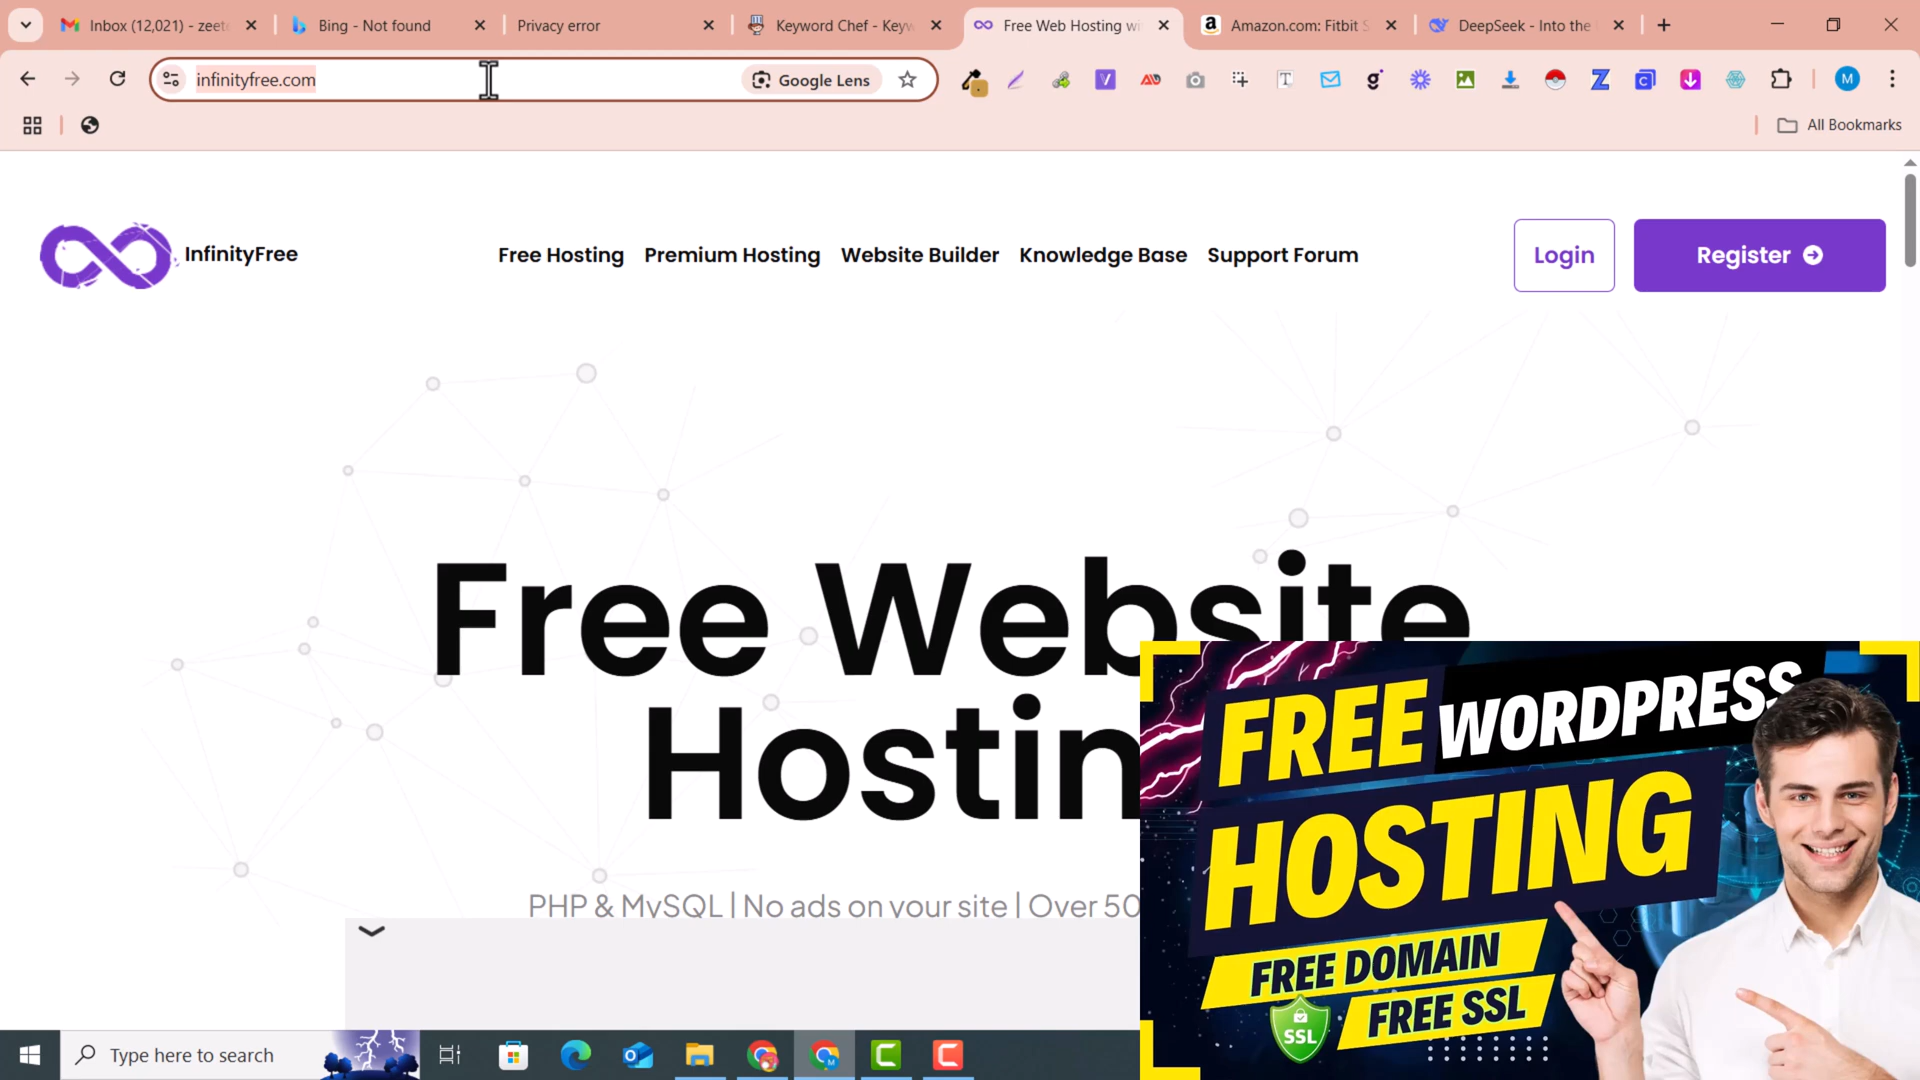 Inbox (12,021) - zeete
Bing - Not found
Privacy error
Keyword Chef - Keyw
Free Web Hosting wi
Amazon.com: Fitbit S
DeepSeek - Into the
infinityfree.com
Google Lens
All Bookmarks
InfinityFree
Free Hosting
Premium Hosting
Website Builder
Knowledge Base
Support Forum
Login
Register
Free Website
Hostin
PHP & MySQL | No ads on your site | Over 50
FREE WORDPRESS
HOSTING
FREE DOMAIN
FREE SSL
SSL
Type here to search